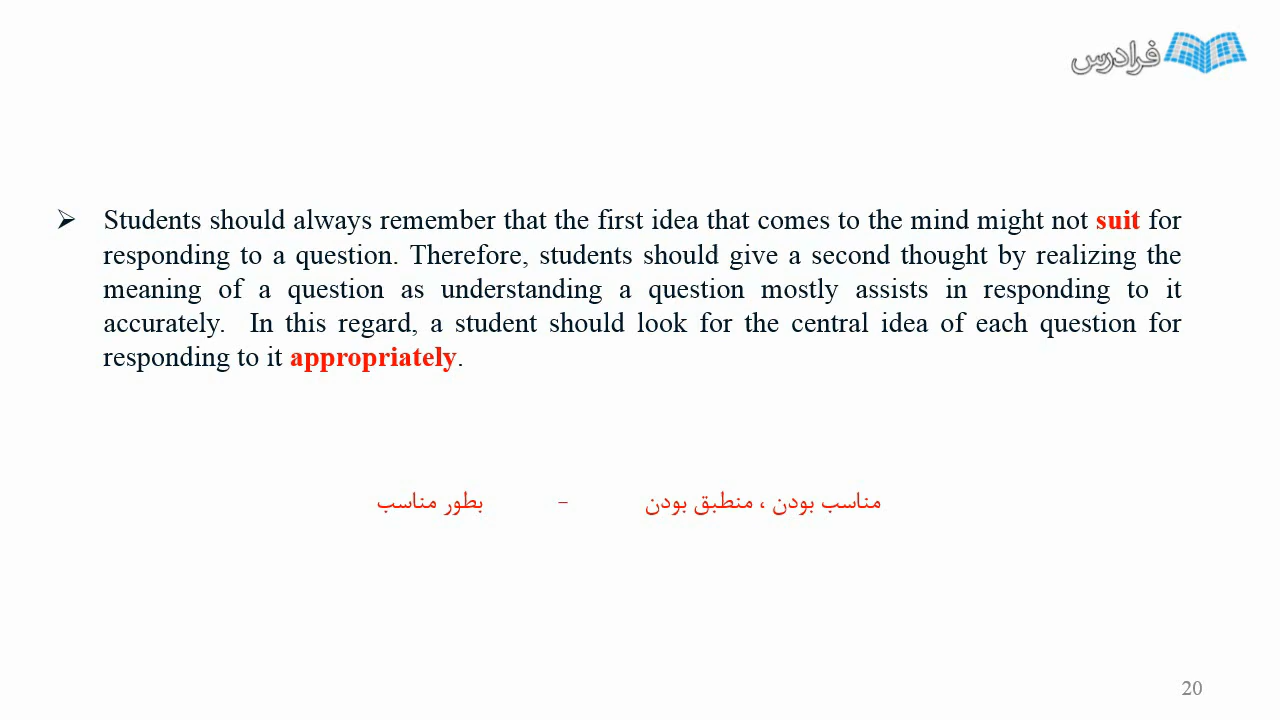 فرادرس
➢ Students should always remember that the first idea that comes to the mind might not suit for
responding to a question. Therefore, students should give a second thought by realizing the
meaning of a question as understanding a question mostly assists in responding to it
accurately. In this regard, a student should look for the central idea of each question for
responding to it appropriately.
مناسب بودن ، منطبق بودن - بطور مناسب
20